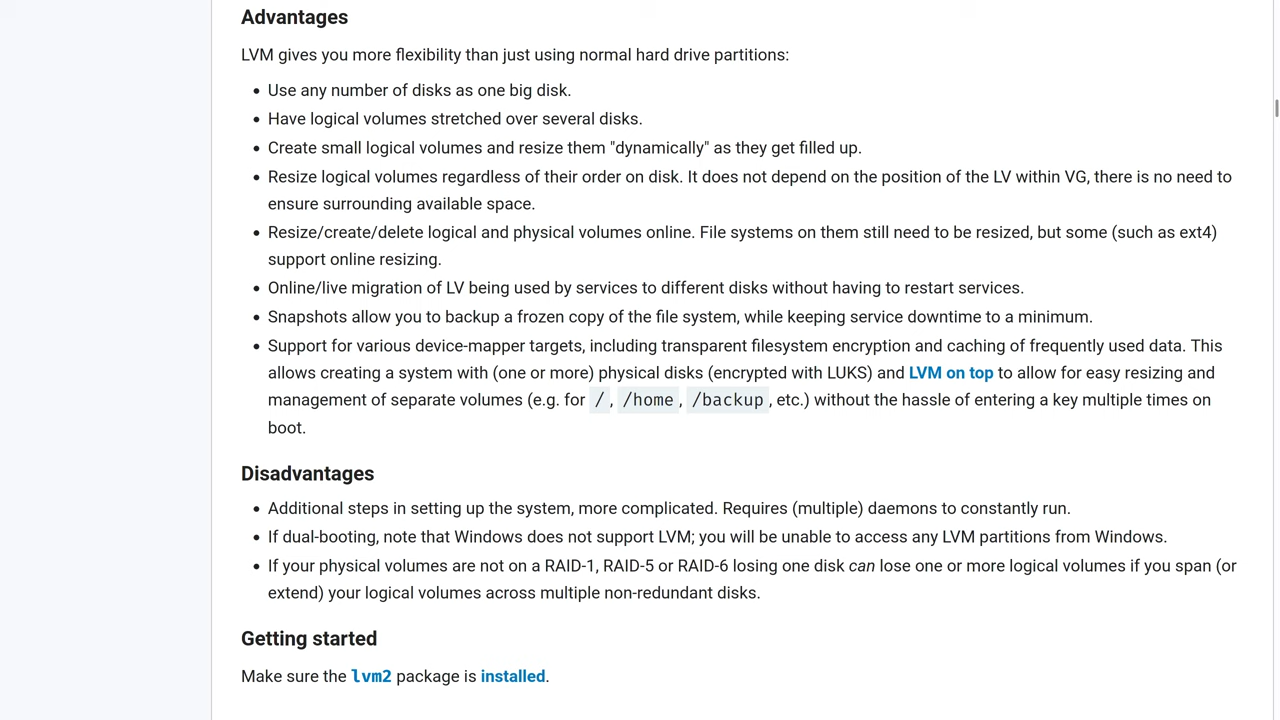 Advantages
LVM gives you more flexibility than just using normal hard drive partitions:
• Use any number of disks as one big disk.
• Have logical volumes stretched over several disks.
• Create small logical volumes and resize them "dynamically" as they get filled up.
• Resize logical volumes regardless of their order on disk. It does not depend on the position of the LV within VG, there is no need to
ensure surrounding available space.
• Resize/create/delete logical and physical volumes online. File systems on them still need to be resized, but some (such as ext4)
support online resizing.
• Online/live migration of LV being used by services to different disks without having to restart services.
• Snapshots allow you to backup a frozen copy of the file system, while keeping service downtime to a minimum.
• Support for various device-mapper targets, including transparent filesystem encryption and caching of frequently used data. This
allows creating a system with (one or more) physical disks (encrypted with LUKS) and LVM on top to allow for easy resizing and
management of separate volumes (e.g. for /, /home, /backup, etc.) without the hassle of entering a key multiple times on
boot.
Disadvantages
• Additional steps in setting up the system, more complicated. Requires (multiple) daemons to constantly run.
• If dual-booting, note that Windows does not support LVM; you will be unable to access any LVM partitions from Windows.
• If your physical volumes are not on a RAID-1, RAID-5 or RAID-6 losing one disk can lose one or more logical volumes if you span (or
extend) your logical volumes across multiple non-redundant disks.
Getting started
Make sure the lvm2 package is installed.